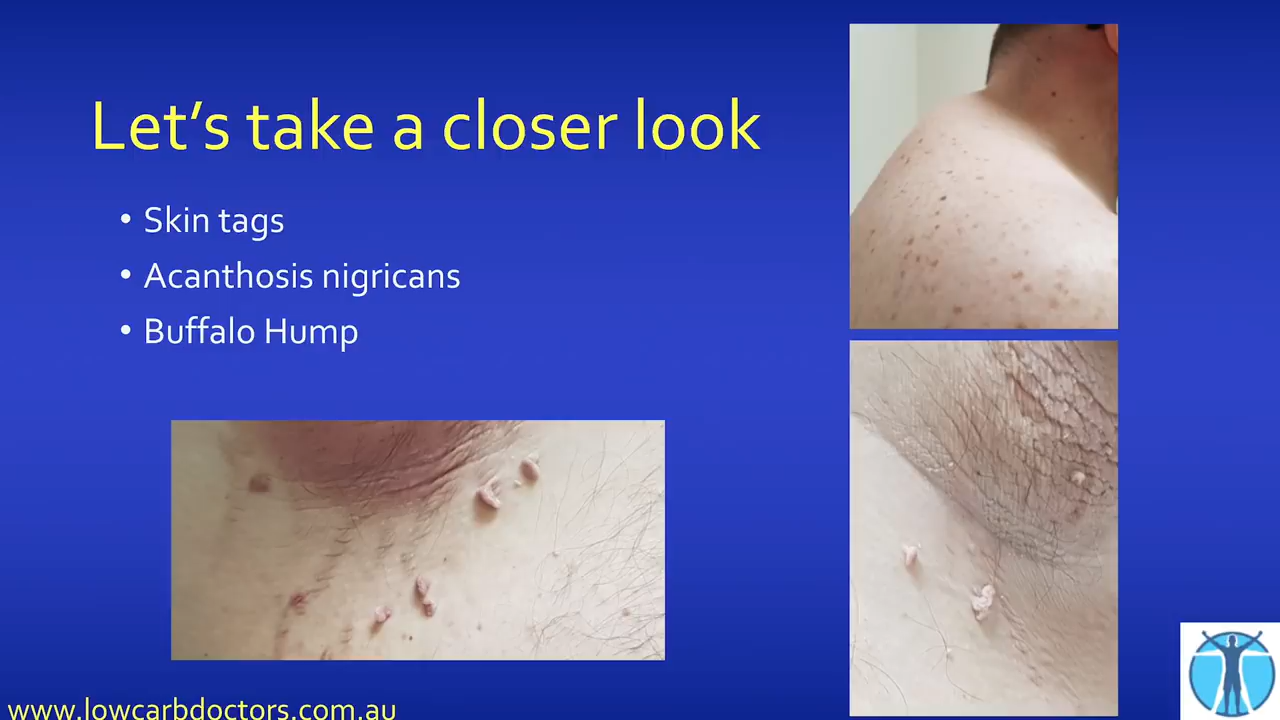 Let's take a closer look
• Skin tags
• Acanthosis nigricans
• Buffalo Hump
www.lowcarbdoctors.com.au